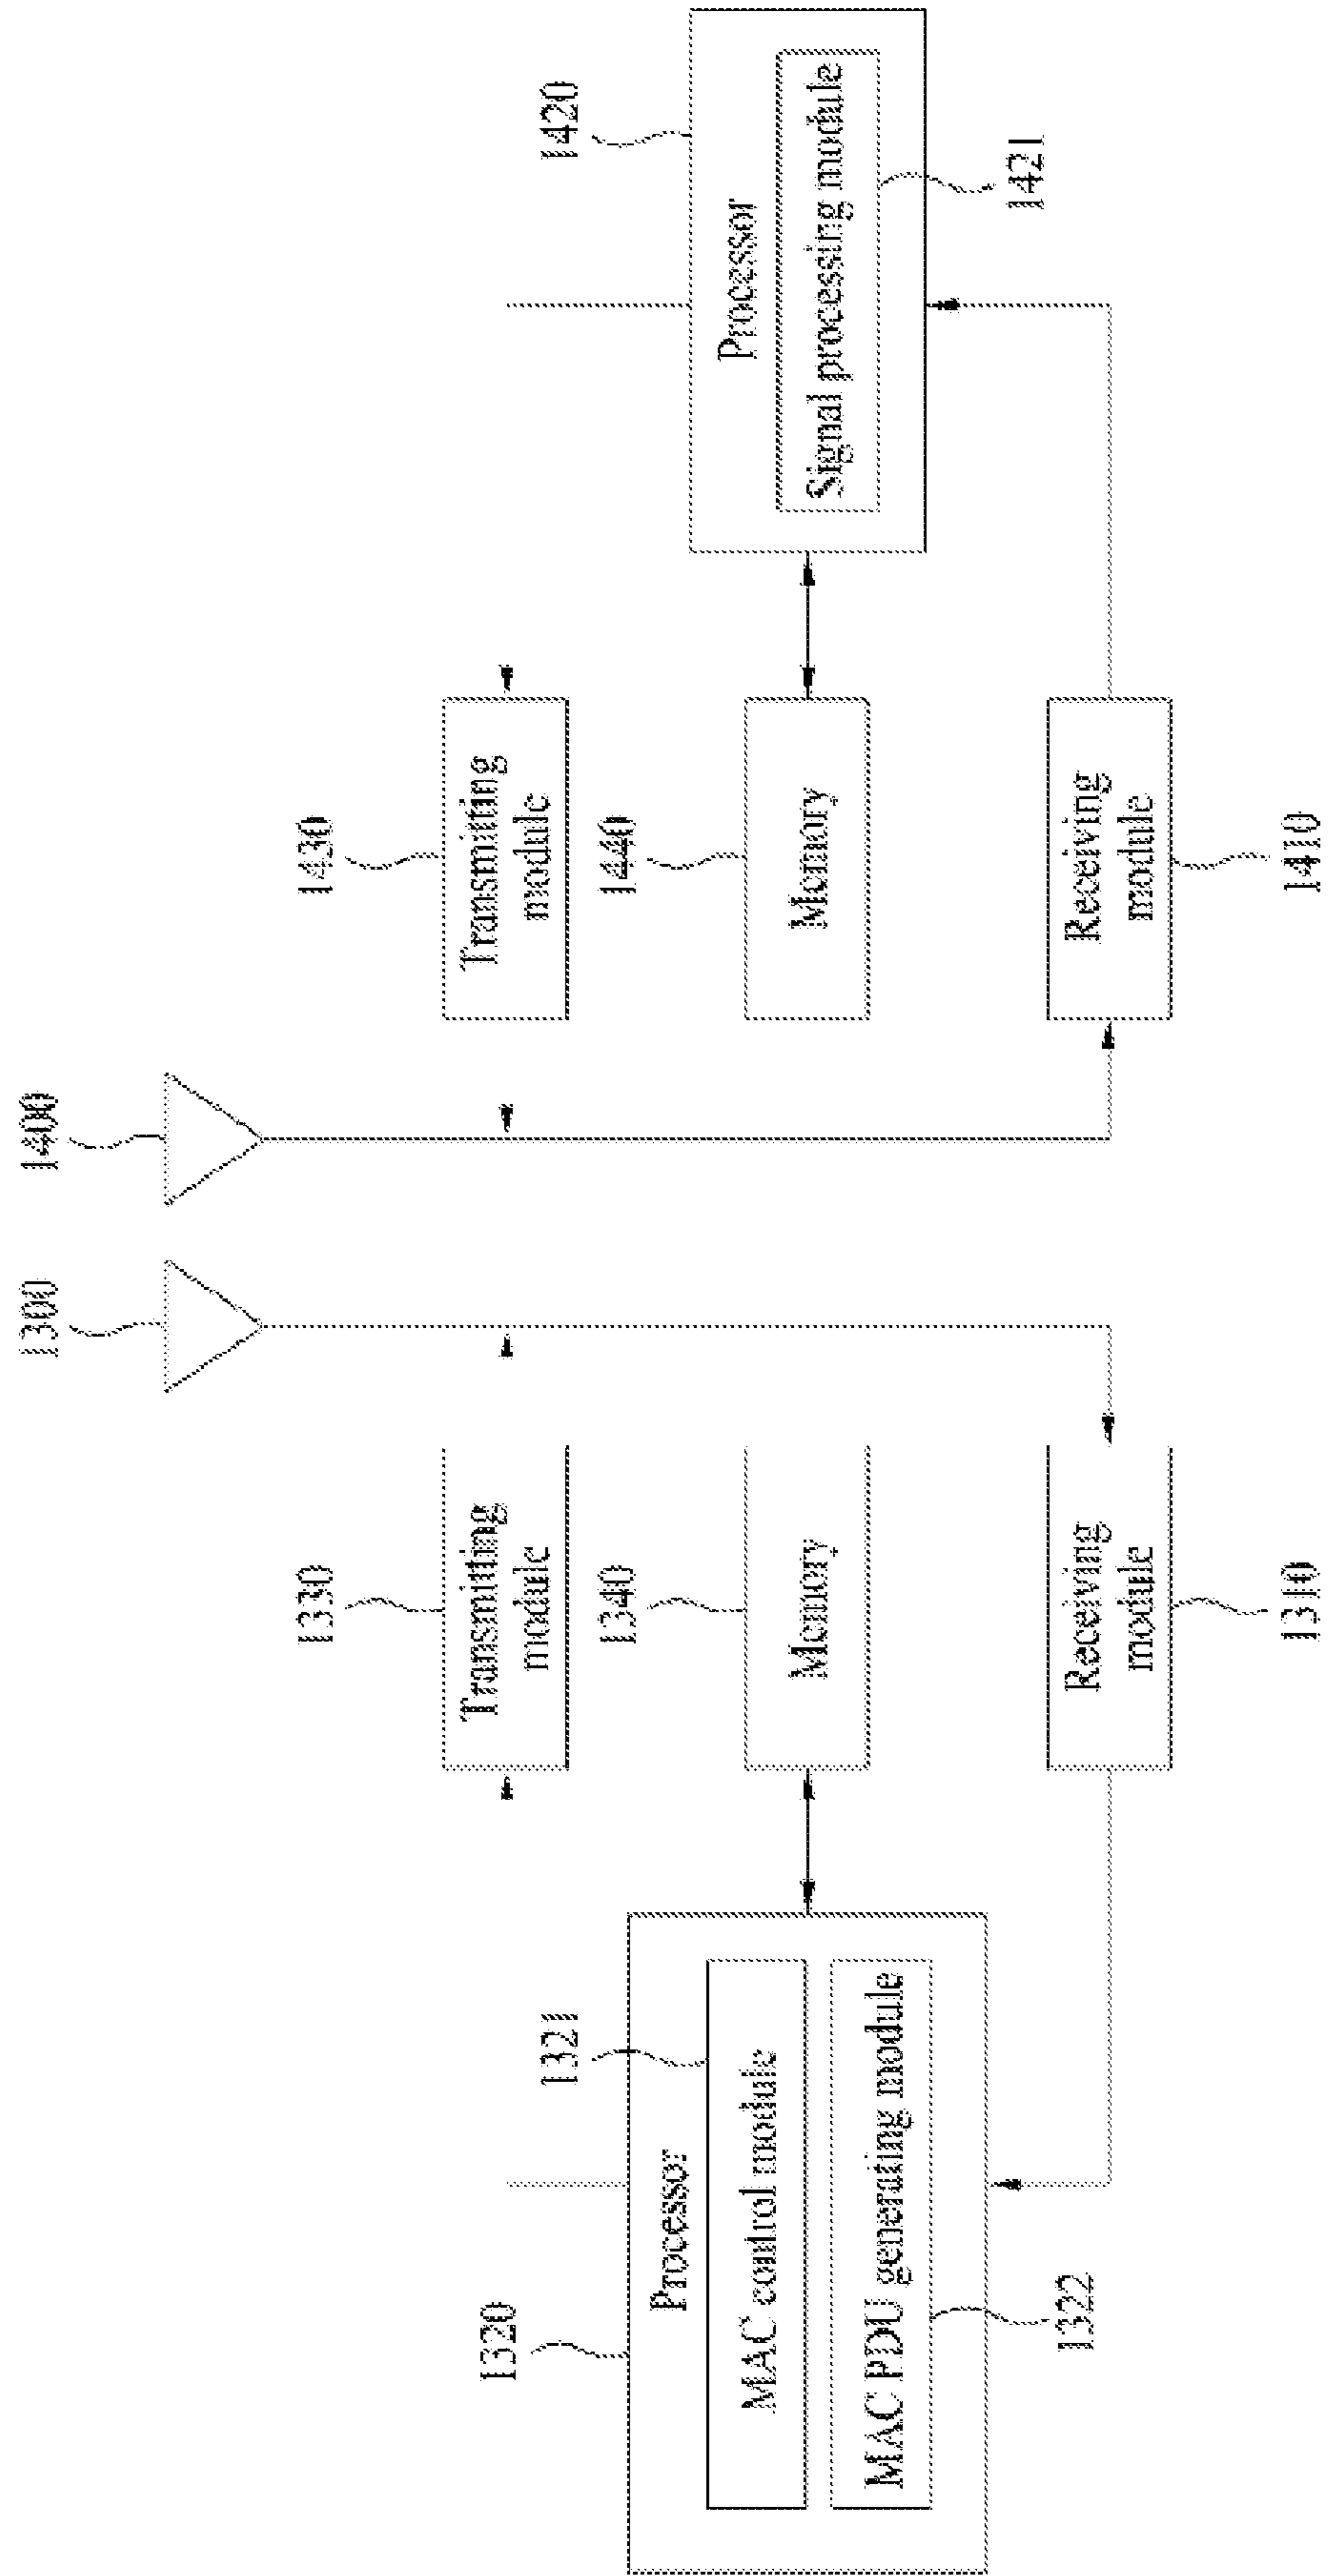 1300
1400
1330
Transmitting
module
1430
Transmitting
module
1320
Processor
1321
MAC control module
MAC PDU generating module
1322
1340
Memory
1440
Memory
1420
Processor
Signal processing module
1421
Receiving
module
1310
Receiving
module
1410